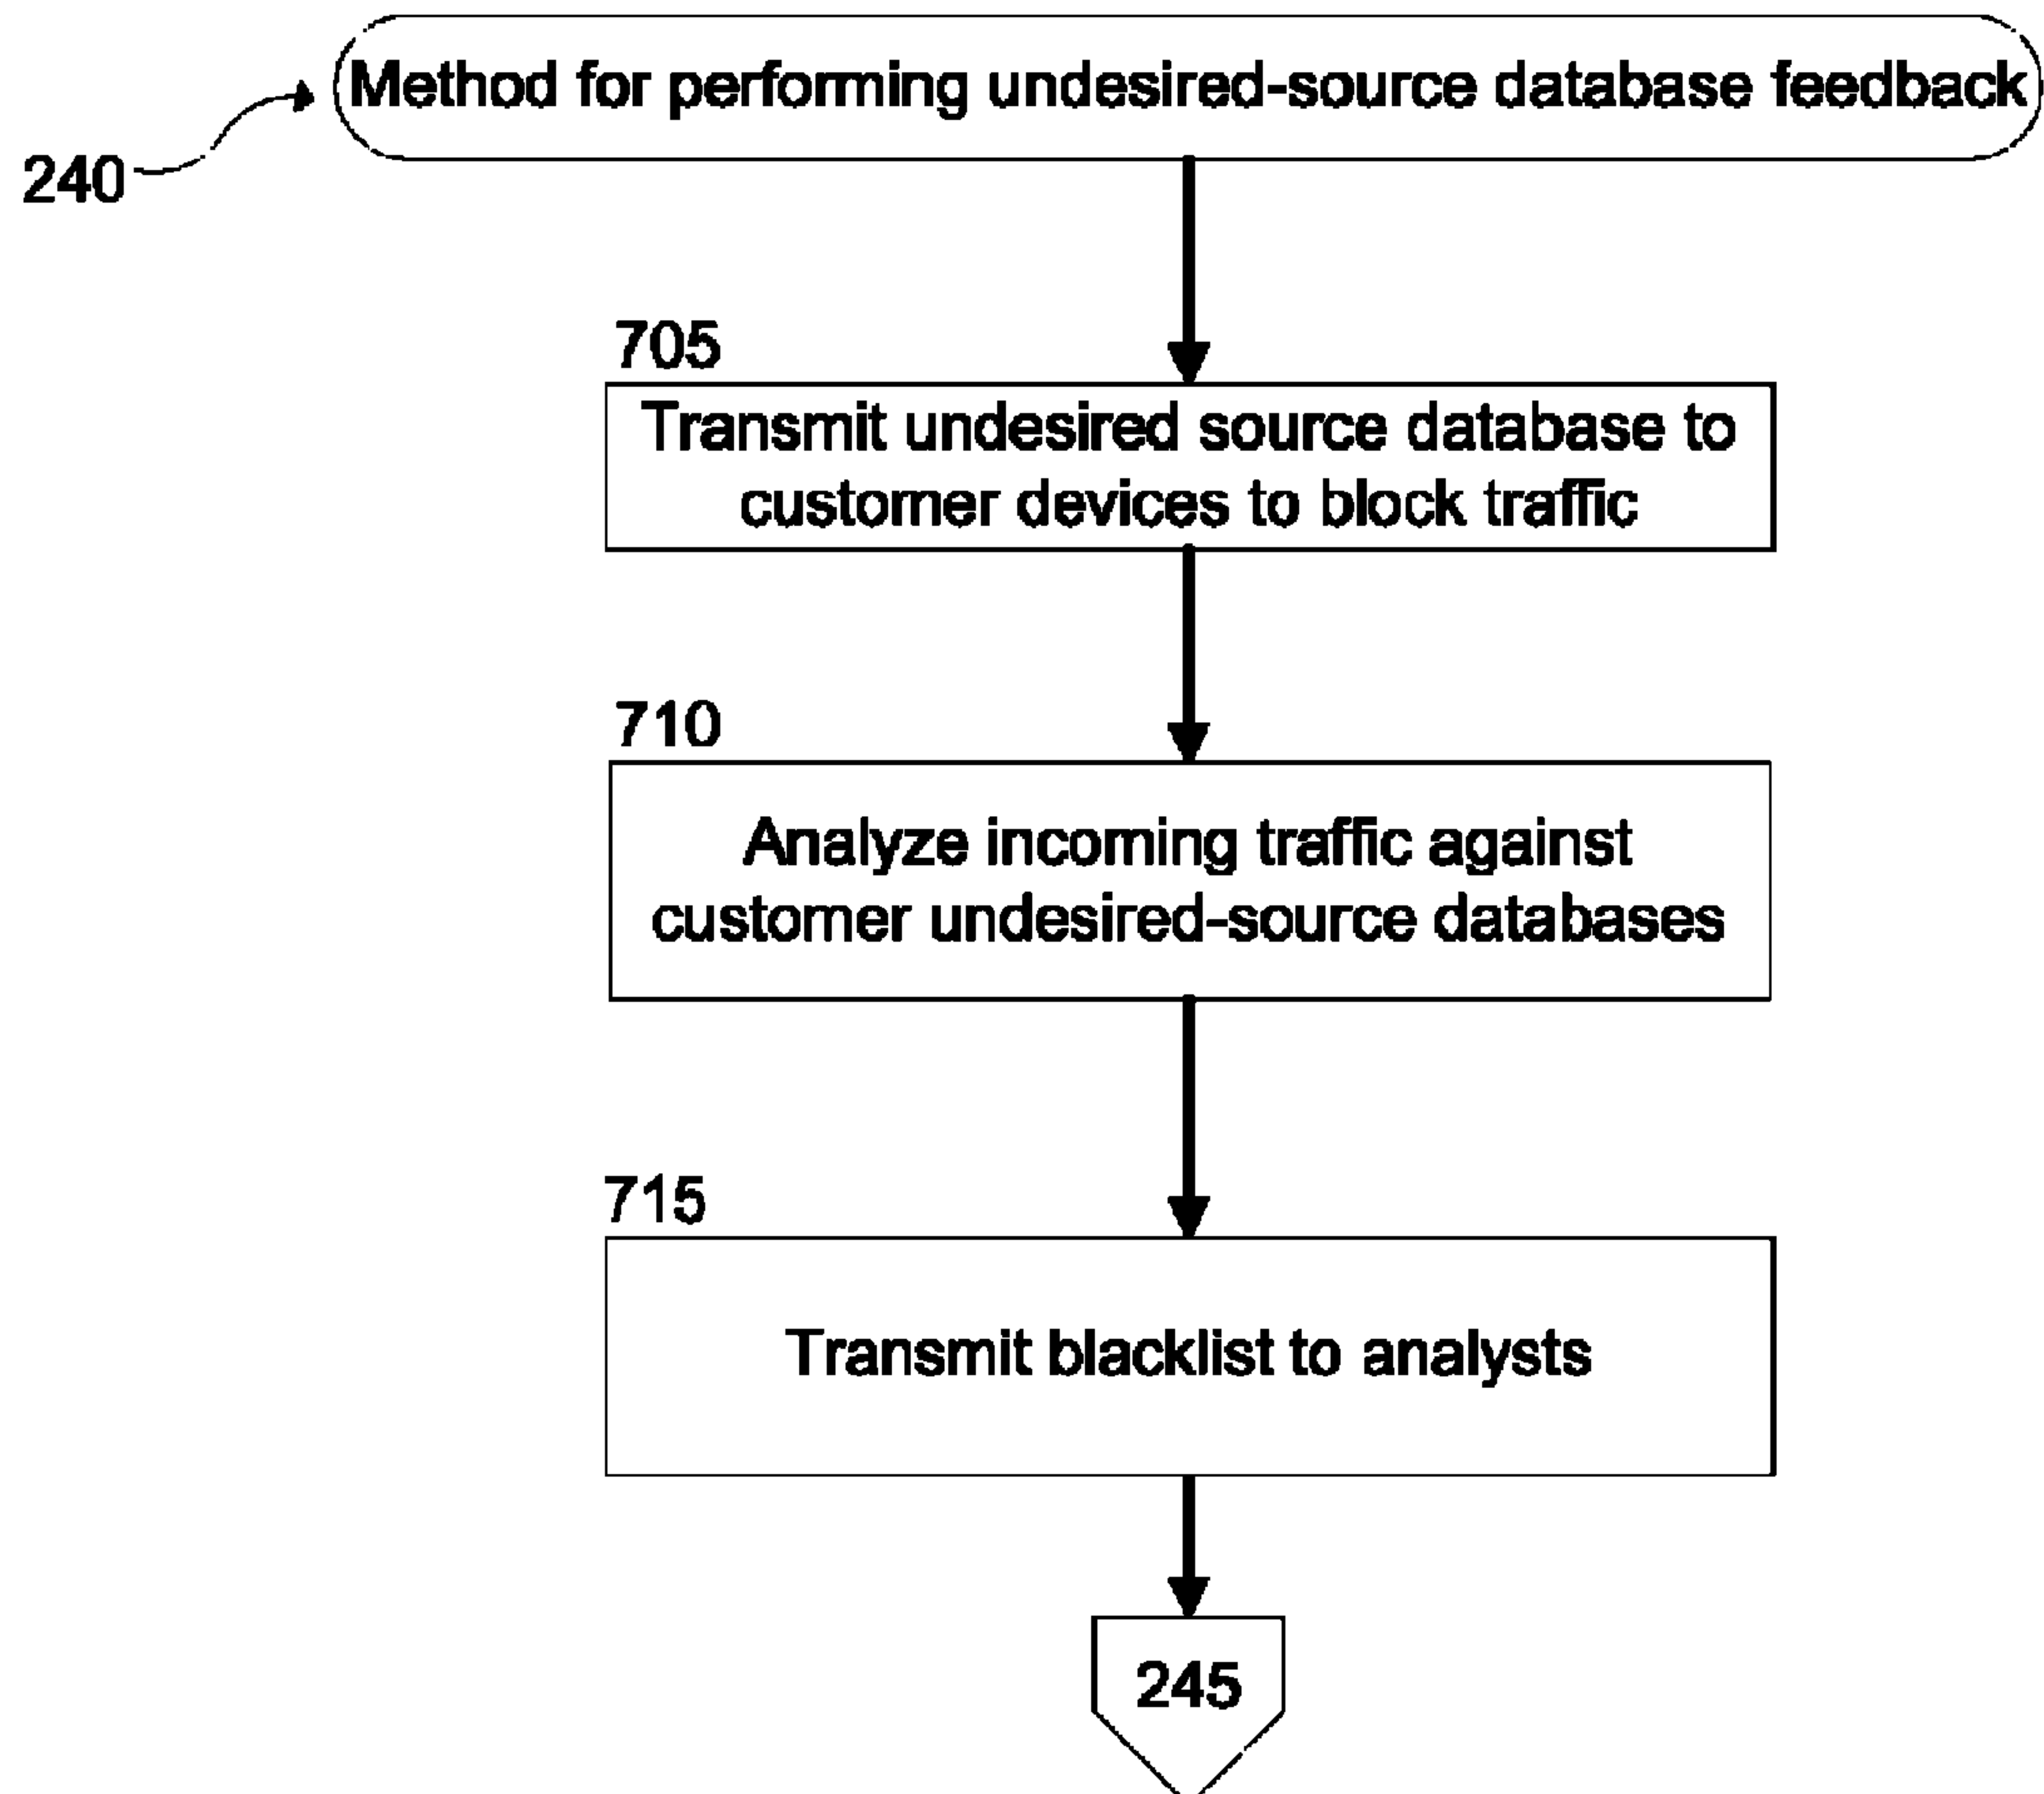 Method for performing undesired-source database feedback
240
705
Transmit undesired source database to
customer devices to block traffic
710
Analyze incoming traffic against
customer undesired-source databases
715
Transmit blacklist to analysts
245